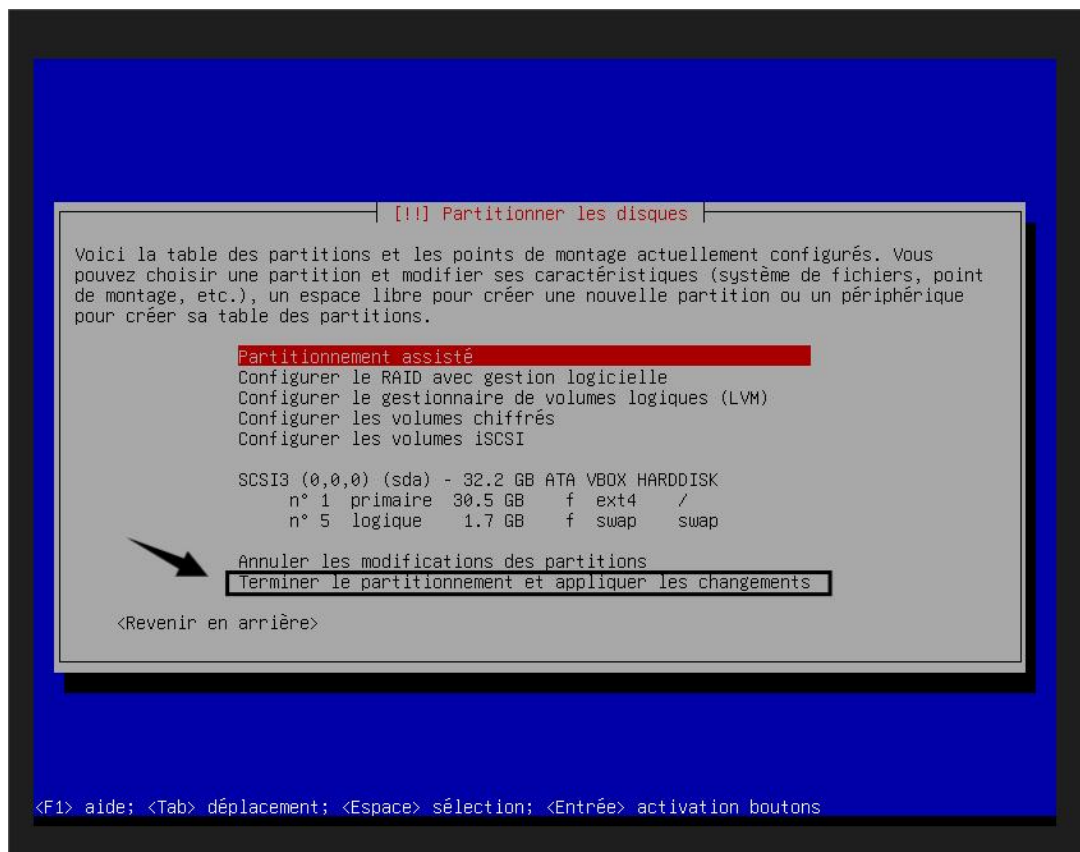 [!!] Partitionner les disques
Voici la table des partitions et les points de montage actuellement configurés. Vous
pouvez choisir une partition et modifier ses caractéristiques (système de fichiers, point
de montage, etc.), un espace libre pour créer une nouvelle partition ou un périphérique
pour créer sa table des partitions.
Partitionnement assisté
Configurer le RAID avec gestion logicielle
Configurer le gestionnaire de volumes logiques (LVM)
Configurer les volumes chiffrés
Configurer les volumes iSCSI
SCSI3 (0,0,0) (sda) - 32.2 GB ATA VBOX HARDDISK
n° 1 primaire 30.5 GB f ext4 /
n° 5 logique 1.7 GB f swap swap
Annuler les modifications des partitions
Terminer le partitionnement et appliquer les changements
<Revenir en arrière>
<F1> aide; <Tab> déplacement; <Espace> sélection; <Entrée> activation boutons